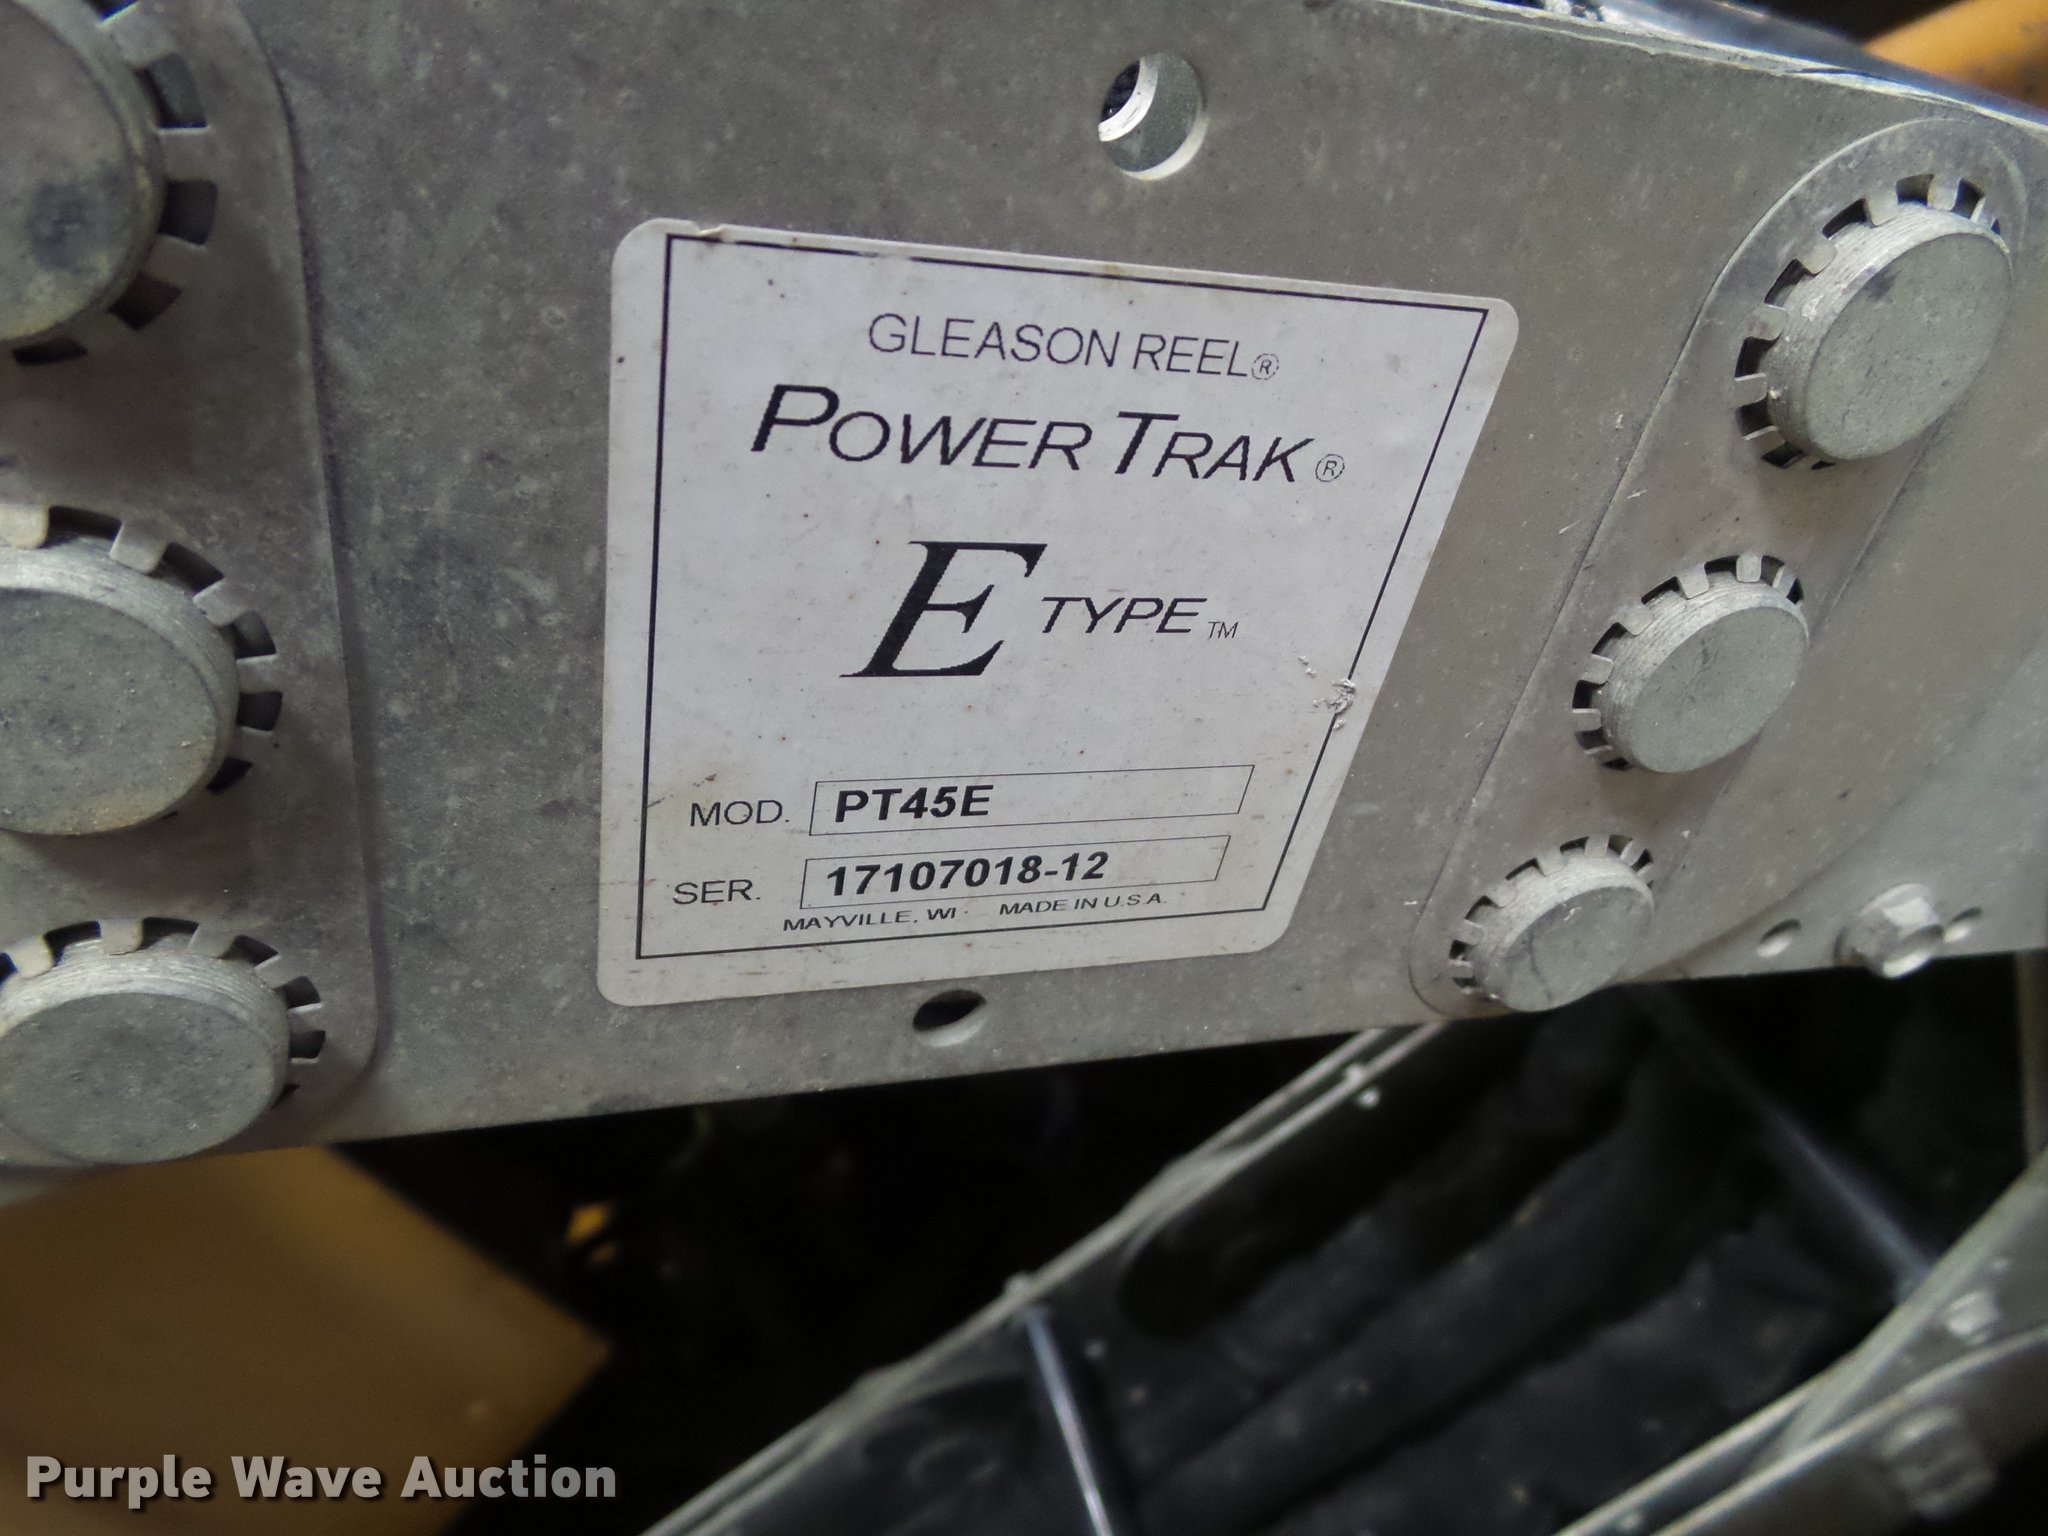 GLEASON REEL®
POWER TRAK®
E TYPE™
MOD. PT45E
SER. 17107018-12
MAYVILLE, WI · MADE IN U.S.A.
Purple Wave Auction